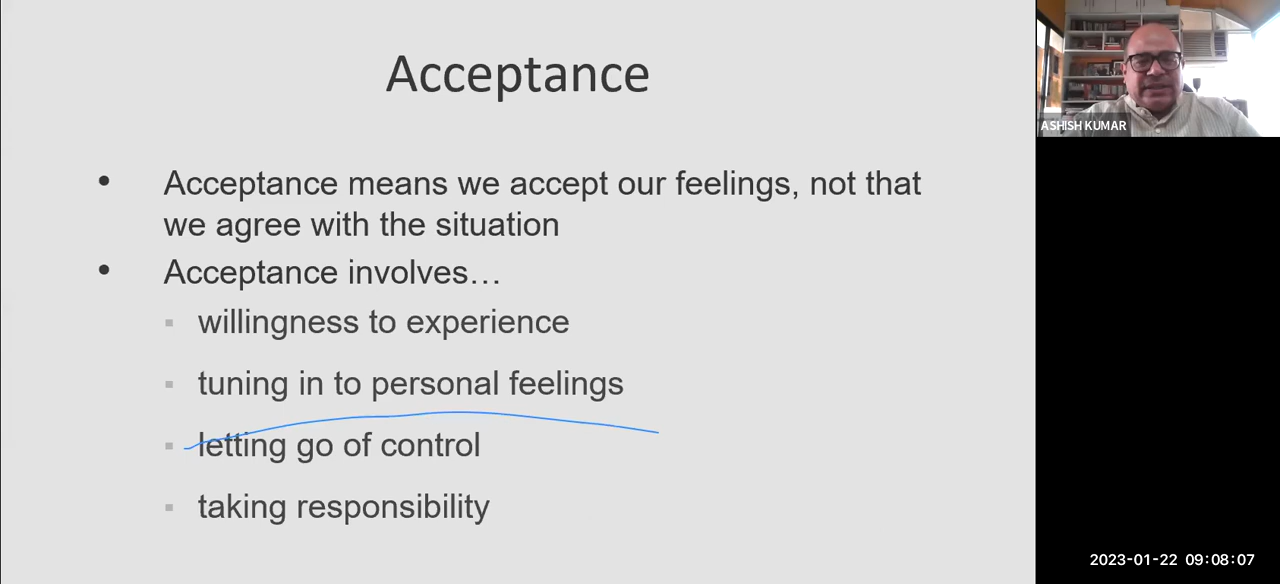 Acceptance
• Acceptance means we accept our feelings, not that
we agree with the situation
• Acceptance involves…
▪ willingness to experience
▪ tuning in to personal feelings
▪ letting go of control
▪ taking responsibility
ASHISH KUMAR
2023-01-22 09:08:07